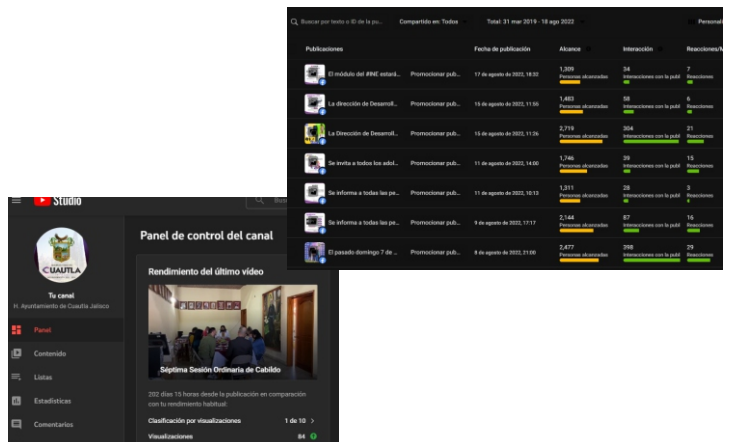 Buscar por texto o ID de la pu... Compartido en: Todos Total: 31 mar 2019 - 18 ago 2022 Personali
Publicaciones Fecha de publicación Alcance Interacción Reacciones/M
El módulo del #INE estará... Promocionar pub... 17 de agosto de 2022, 18:32 1,309 34 7
Personas alcanzadas Interacciones con la publ Reacciones
La dirección de Desarroll... Promocionar pub... 15 de agosto de 2022, 11:55 1,483 58 6
Personas alcanzadas Interacciones con la publ Reacciones
La Dirección de Desarroll... Promocionar pub... 15 de agosto de 2022, 11:26 2,719 304 21
Personas alcanzadas Interacciones con la publ Reacciones
Se invita a todos los adol... Promocionar pub... 11 de agosto de 2022, 14:00 1,746 39 15
Personas alcanzadas Interacciones con la publ Reacciones
Se informa a todas las pe... Promocionar pub... 11 de agosto de 2022, 10:13 1,311 28 3
Personas alcanzadas Interacciones con la publ Reacciones
Se informa a todas las pe... Promocionar pub... 9 de agosto de 2022, 17:17 2,144 87 16
Personas alcanzadas Interacciones con la publ Reacciones
El pasado domingo 7 de ... Promocionar pub... 8 de agosto de 2022, 21:00 2,477 398 29
Personas alcanzadas Interacciones con la publ Reacciones
Studio
CUAUTLA
Tu canal
H. Ayuntamiento de Cuautla Jalisco
Panel
Contenido
Listas
Estadísticas
Comentarios
Panel de control del canal
Rendimiento del último vídeo
Séptima Sesión Ordinaria de Cabildo
202 días 15 horas desde la publicación en comparación
con tu rendimiento habitual:
Clasificación por visualizaciones 1 de 10
Visualizaciones 84